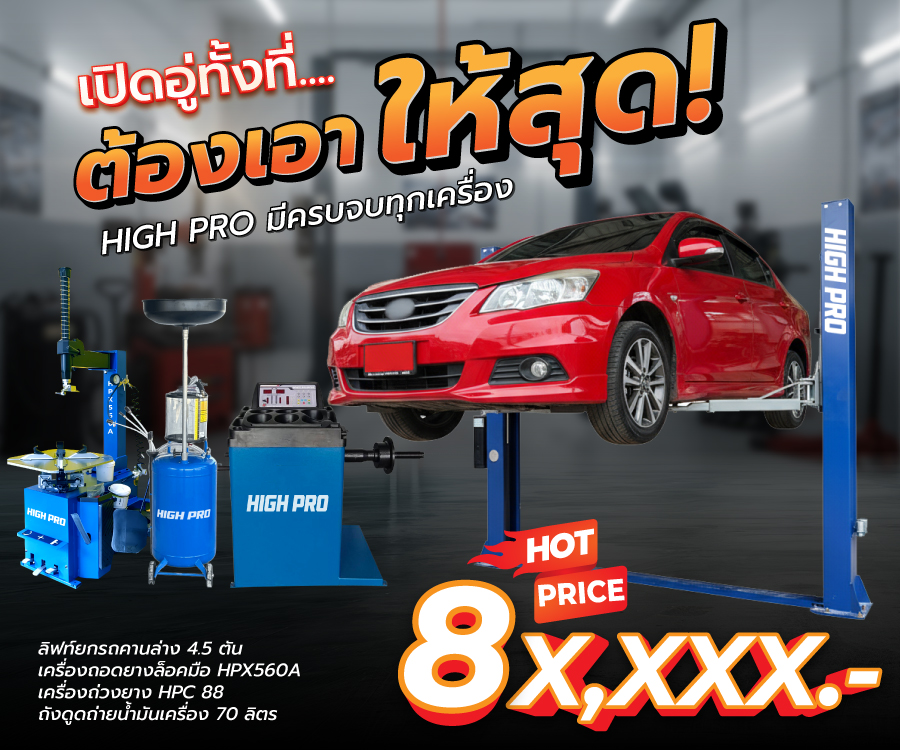 เปิดอู่ทั้งที่....
ต้องเอา ให้สุด!
HIGH PRO มีครบจบทุกเครื่อง
HIGH PRO
HPX560A
HIGH PRO
HIGH PRO
HIGH PRO
HOT
PRICE
8x,xxx.-
ลิฟท์ยกรถคานล่าง 4.5 ตัน
เครื่องถอดยางล็อคมือ HPX560A
เครื่องถ่วงยาง HPC 88
ถังดูดถ่ายน้ำมันเครื่อง 70 ลิตร